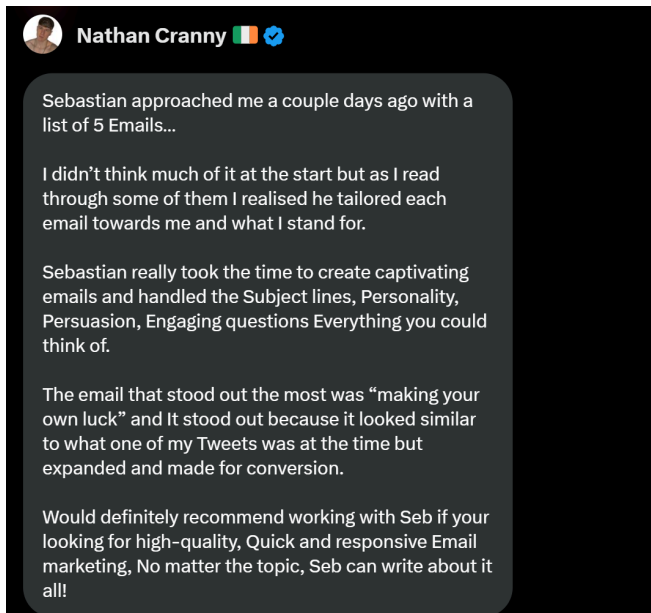 Nathan Cranny 🇮🇪
Sebastian approached me a couple days ago with a
list of 5 Emails...
I didn’t think much of it at the start but as I read
through some of them I realised he tailored each
email towards me and what I stand for.
Sebastian really took the time to create captivating
emails and handled the Subject lines, Personality,
Persuasion, Engaging questions Everything you could
think of.
The email that stood out the most was “making your
own luck” and It stood out because it looked similar
to what one of my Tweets was at the time but
expanded and made for conversion.
Would definitely recommend working with Seb if your
looking for high-quality, Quick and responsive Email
marketing, No matter the topic, Seb can write about it
all!